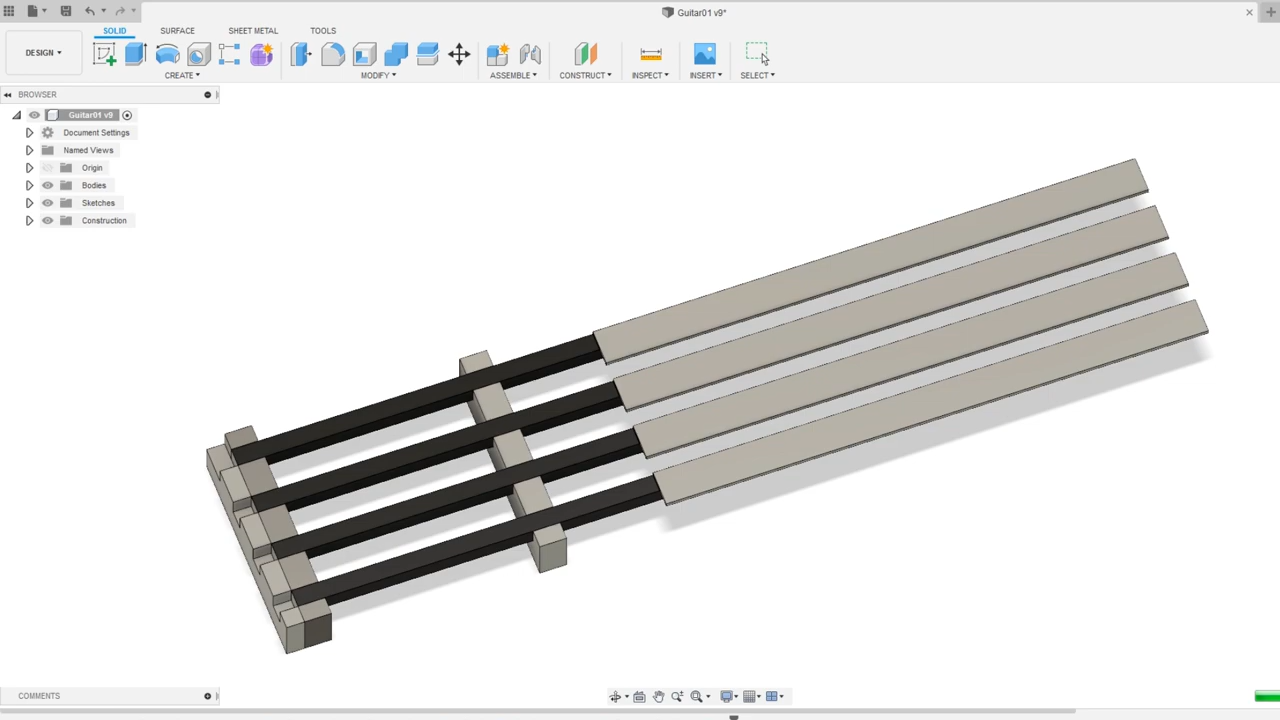 Guitar01 v9*
DESIGN
SOLID SURFACE SHEET METAL TOOLS
CREATE MODIFY ASSEMBLE CONSTRUCT INSPECT INSERT SELECT
BROWSER
Guitar01 v9
Document Settings
Named Views
Origin
Bodies
Sketches
Construction
COMMENTS